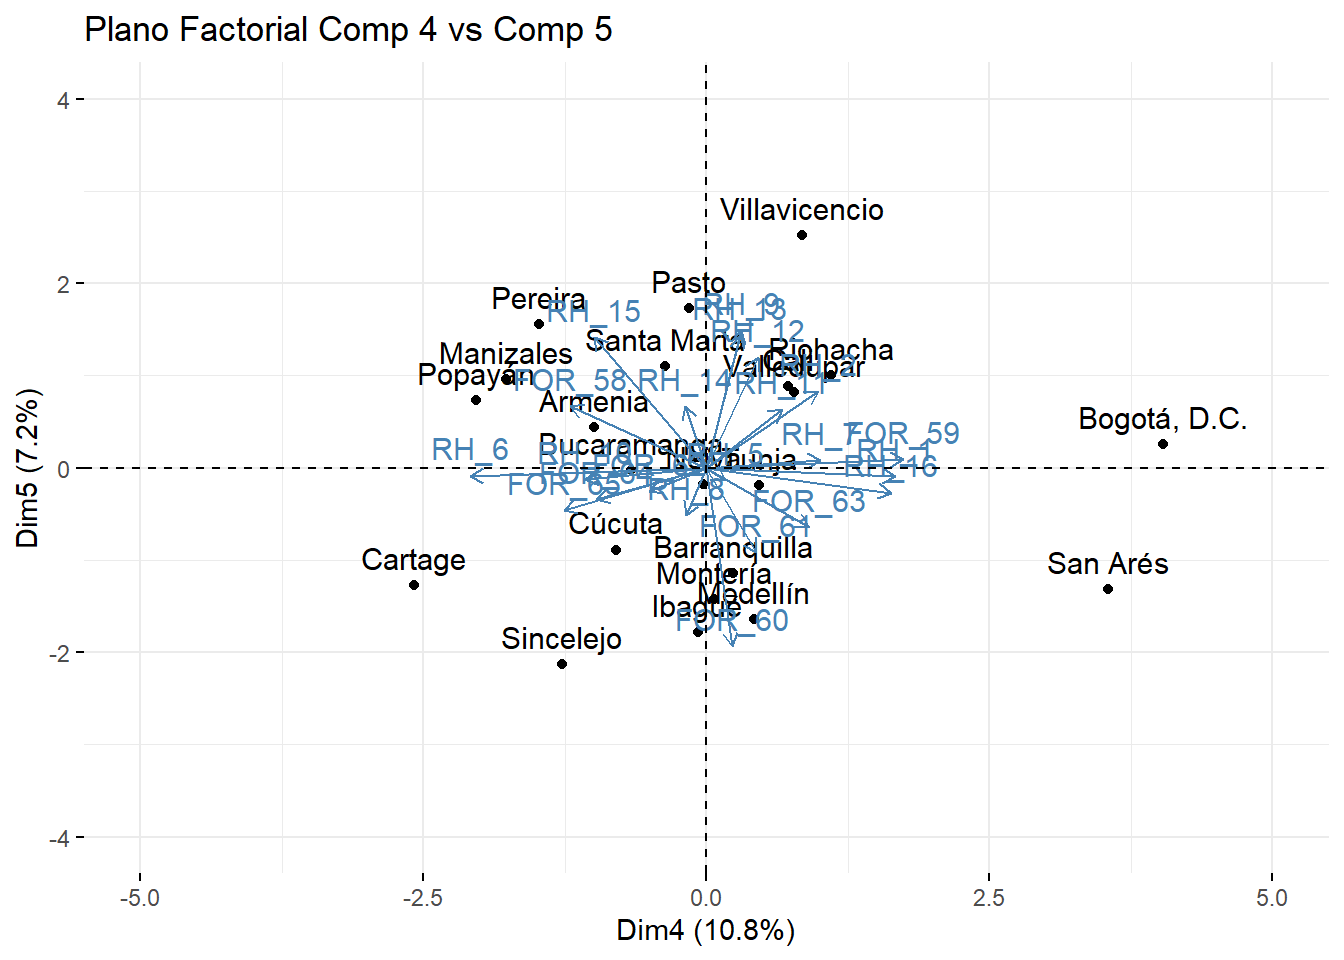 Plano Factorial Comp 4 vs Comp 5
4
Villavicencio
2
Pasto
Pereira
RH_15
RH_9
RH_13
RH_12
Santa Marta
Riohacha
Manizales
RH_2
Valledupar
Popayán
FOR_58
RH_14
RH_11
Armenia
Bogotá, D.C.
Bucaramanga
RH_7
FOR_59
RH_6
RH_1
0
RH_16
FOR_65
RH_8
FOR_63
Cúcuta
FOR_61
Barranquilla
Cartage
San Arés
Montería
Medellín
Ibagué
FOR_60
Sincelejo
-2
-4
Dim5 (7.2%)
-5.0 -2.5 0.0 2.5 5.0
Dim4 (10.8%)